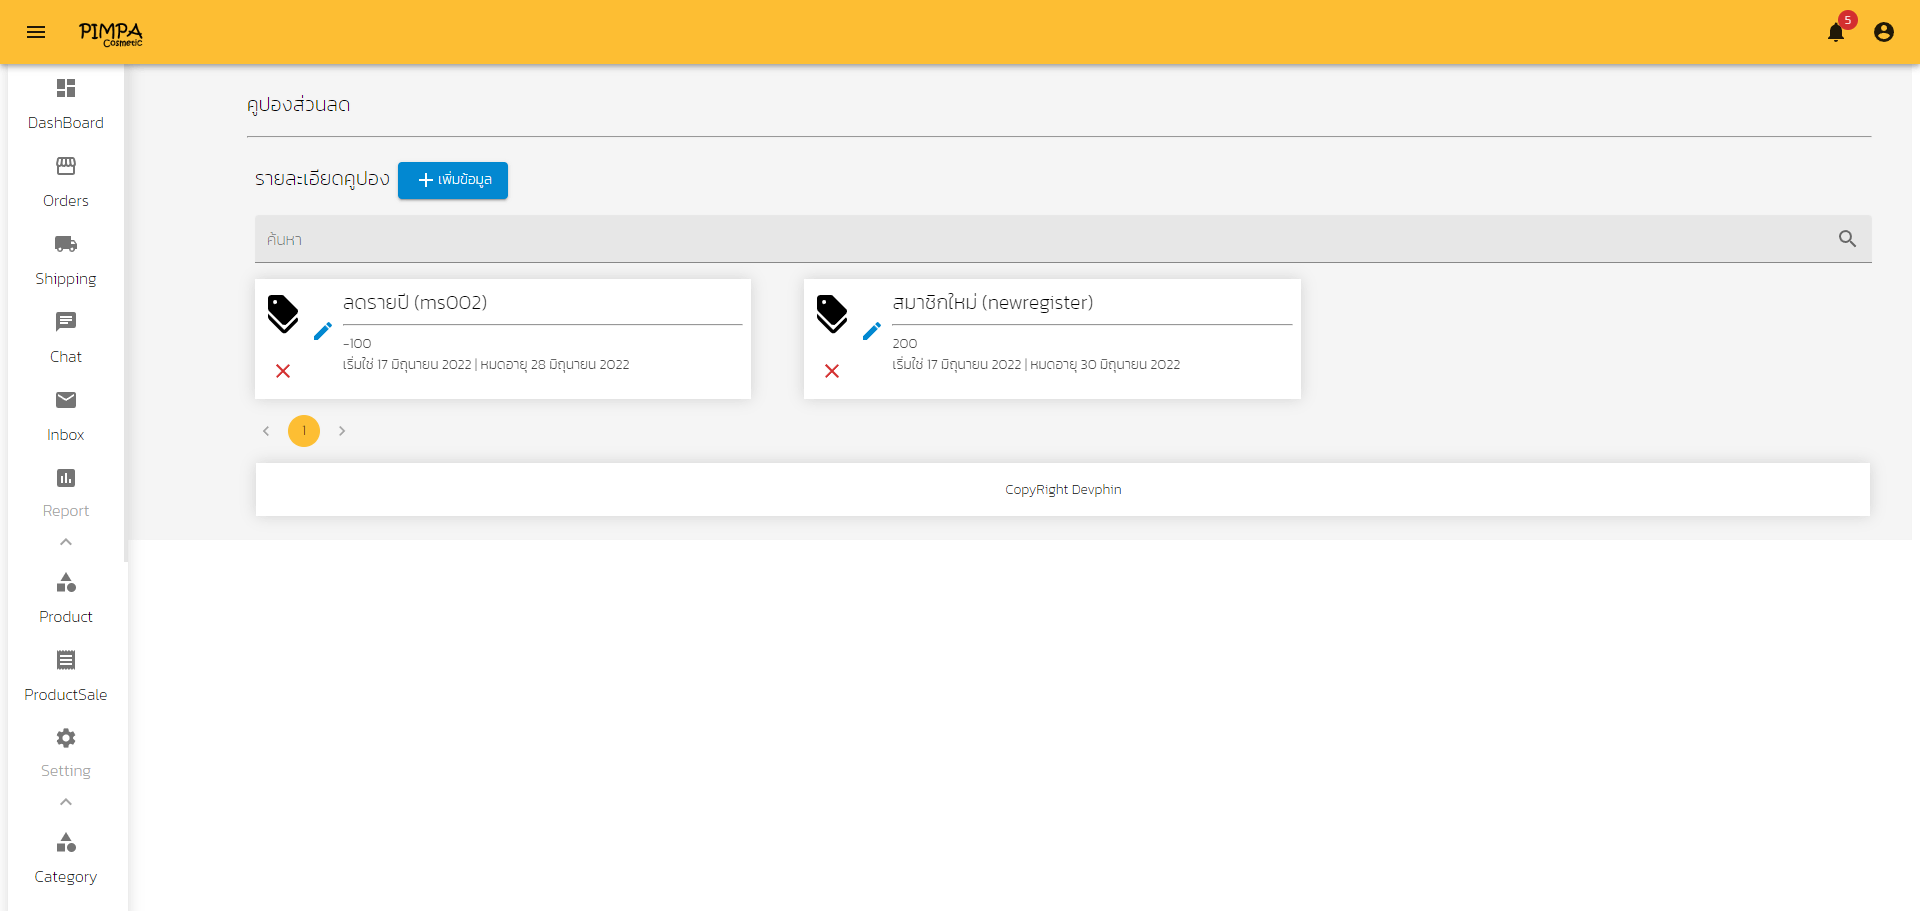 PIMPA
Cosmetic
5
DashBoard
Orders
Shipping
Chat
Inbox
Report
Product
ProductSale
Setting
Category
คูปองส่วนลด
รายละเอียดคูปอง
เพิ่มข้อมูล
ค้นหา
ลดรายปี (ms002)
-100
เริ่มใช่ 17 มิถุนายน 2022 | หมดอายุ 28 มิถุนายน 2022
สมาชิกใหม่ (newregister)
200
เริ่มใช่ 17 มิถุนายน 2022 | หมดอายุ 30 มิถุนายน 2022
1
CopyRight Devphin